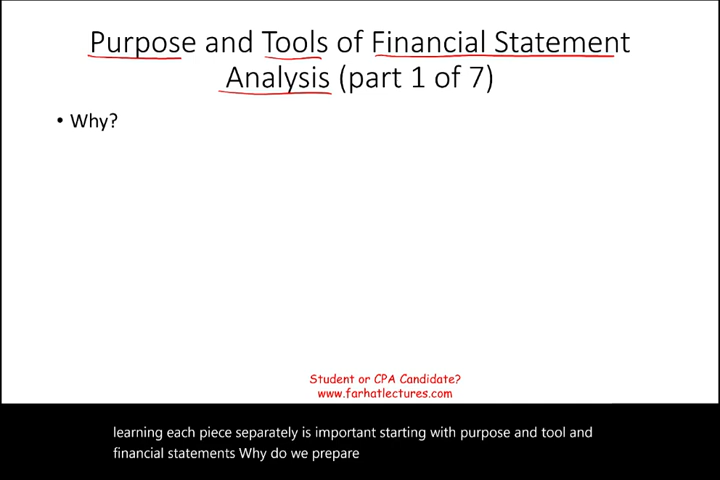 Purpose and Tools of Financial Statement
Analysis (part 1 of 7)
• Why?
Student or CPA Candidate?
www.farhatlectures.com
learning each piece separately is important starting with purpose and tool and
financial statements Why do we prepare